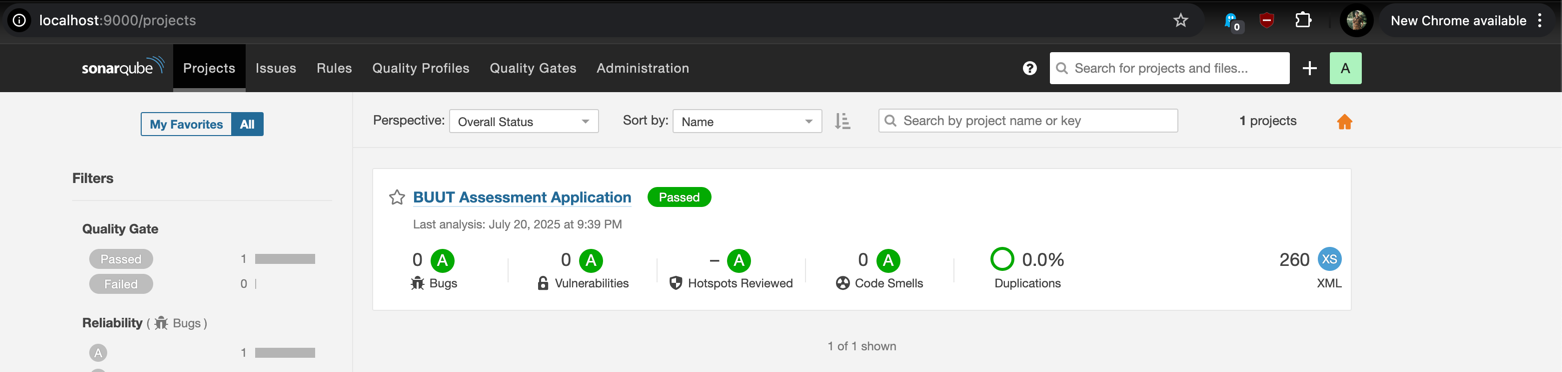 localhost:9000/projects
0
New Chrome available
sonarqube Projects Issues Rules Quality Profiles Quality Gates Administration
? Search for projects and files... + A
My Favorites All
Perspective: Overall Status Sort by: Name Search by project name or key 1 projects
Filters
Quality Gate
Passed 1
Failed 0
Reliability ( Bugs )
A 1
BUUT Assessment Application Passed
Last analysis: July 20, 2025 at 9:39 PM
0 A 0 A – A 0 A 0.0% 260 XS
Bugs Vulnerabilities Hotspots Reviewed Code Smells Duplications XML
1 of 1 shown